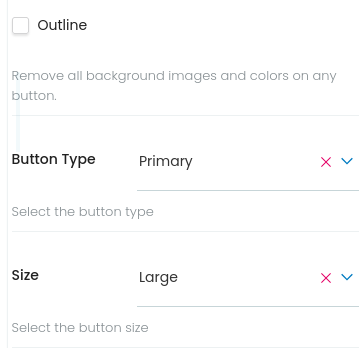 Outline
Remove all background images and colors on any
button.
Button Type
Primary
Select the button type
Size
Large
Select the button size